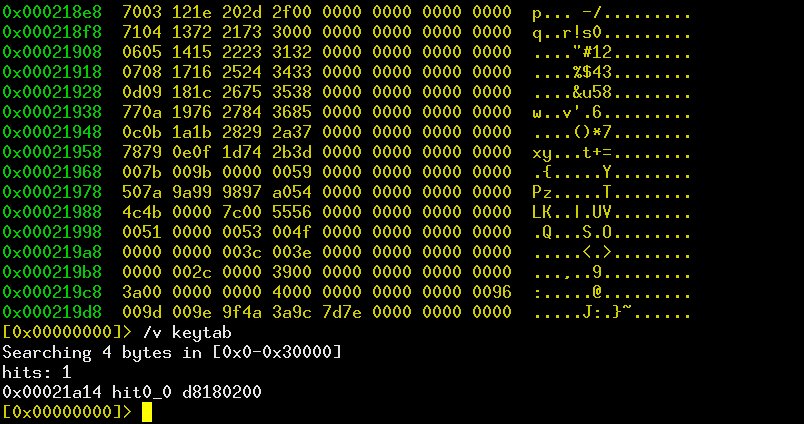 0x000218e8  7003 121e 202d 2f00 0000 0000 0000 0000  p... -/.........
0x000218f8  7104 1372 2173 3000 0000 0000 0000 0000  q..r!s0.........
0x00021908  0605 1415 2223 3132 0000 0000 0000 0000  ...."#12........
0x00021918  0708 1716 2524 3433 0000 0000 0000 0000  ....%$43........
0x00021928  0d09 181c 2675 3538 0000 0000 0000 0000  ....&u58........
0x00021938  770a 1976 2784 3685 0000 0000 0000 0000  w..v'.6.........
0x00021948  0c0b 1a1b 2829 2a37 0000 0000 0000 0000  ....()*7........
0x00021958  7879 0e0f 1d74 2b3d 0000 0000 0000 0000  xy...t+=........
0x00021968  007b 009b 0000 0059 0000 0000 0000 0000  .{.....Y........
0x00021978  507a 9a99 9897 a054 0000 0000 0000 0000  Pz.....T........
0x00021988  4c4b 0000 7c00 5556 0000 0000 0000 0000  LK..|.UV........
0x00021998  0051 0000 0053 004f 0000 0000 0000 0000  .Q...S.O........
0x000219a8  0000 0000 003c 003e 0000 0000 0000 0000  .....<.>........
0x000219b8  0000 002c 0000 3900 0000 0000 0000 0000  ...,..9.........
0x000219c8  3a00 0000 0000 4000 0000 0000 0000 0096  :.....@.........
0x000219d8  009d 009e 9f4a 3a9c 7d7e 0000 0000 0000  .....J:.}~......
[0x00000000]> /v keytab
Searching 4 bytes in [0x0-0x30000]
hits: 1
0x00021a14 hit0_0 d8180200
[0x00000000]>